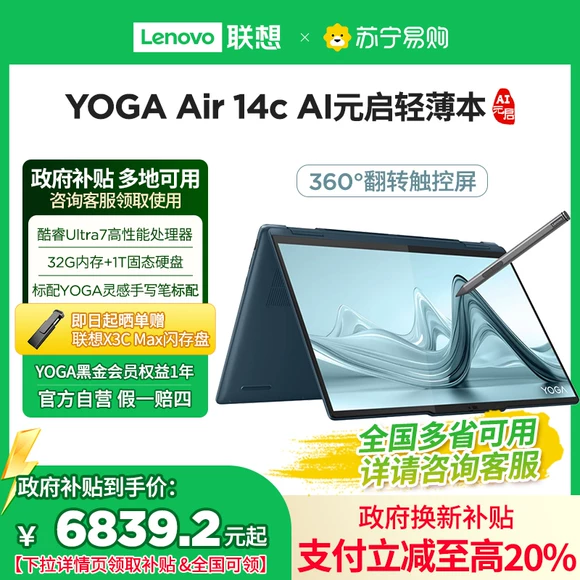 Lenovo 联想 × 苏宁易购
YOGA Air 14c AI元启轻薄本
AI元启
360°翻转触控屏
政府补贴 多地可用
咨询客服领取使用
酷睿Ultra7高性能处理器
32G内存+1T固态硬盘
标配YOGA灵感手写笔标配
即日起晒单赠
联想X3C Max闪存盘
YOGA黑金会员权益1年
官方自营 假一赔四
YOGA
全国多省可用
详请咨询客服
政府补贴到手价:
¥ 6839.2元起
【下拉详情页领取补贴&全国可领】
政府换新补贴
支付立减至高20%